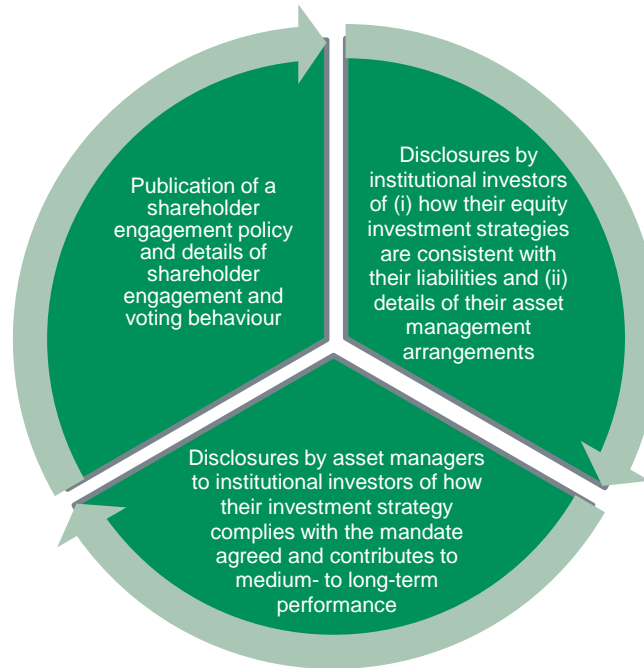 Publication of a
shareholder
engagement policy
and details of
shareholder
engagement and
voting behaviour
Disclosures by
institutional investors
of (i) how their equity
investment strategies
are consistent with
their liabilities and (ii)
details of their asset
management
arrangements
Disclosures by asset managers
to institutional investors of how
their investment strategy
complies with the mandate
agreed and contributes to
medium- to long-term
performance